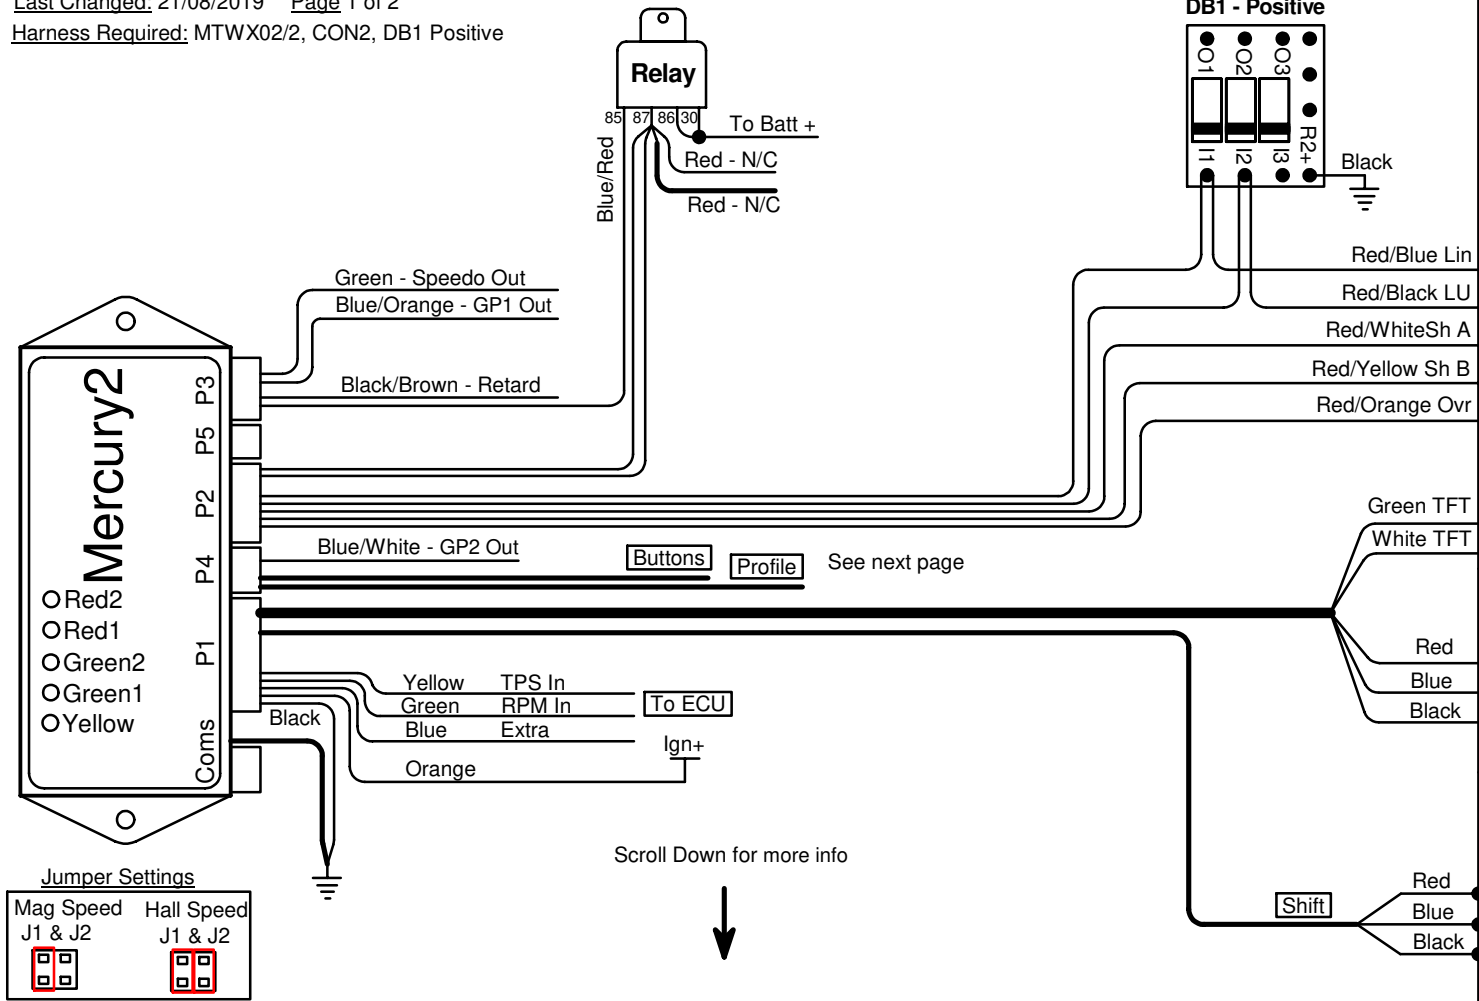 Last Changed: 21/08/2019 Page 1 of 2
Harness Required: MTWX02/2, CON2, DB1 Positive
Relay
85 87 86 30
To Batt +
Red - N/C
Red - N/C
Blue/Red
DB1 - Positive
O1 O2 O3
I1 I2 I3 R2+
Black
Red/Blue Lin
Red/Black LU
Red/WhiteSh A
Red/Yellow Sh B
Red/Orange Ovr
Green - Speedo Out
Blue/Orange - GP1 Out
Black/Brown - Retard
Mercury2
P3
P5
P2
P4
P1
Coms
Red2
Red1
Green2
Green1
Yellow
Blue/White - GP2 Out
Buttons
Profile
See next page
Green TFT
White TFT
Red
Blue
Black
Yellow TPS In
Green RPM In
Blue Extra
To ECU
Black
Ign+
Orange
Scroll Down for more info
Shift
Red
Blue
Black
Jumper Settings
Mag Speed
J1 & J2
Hall Speed
J1 & J2